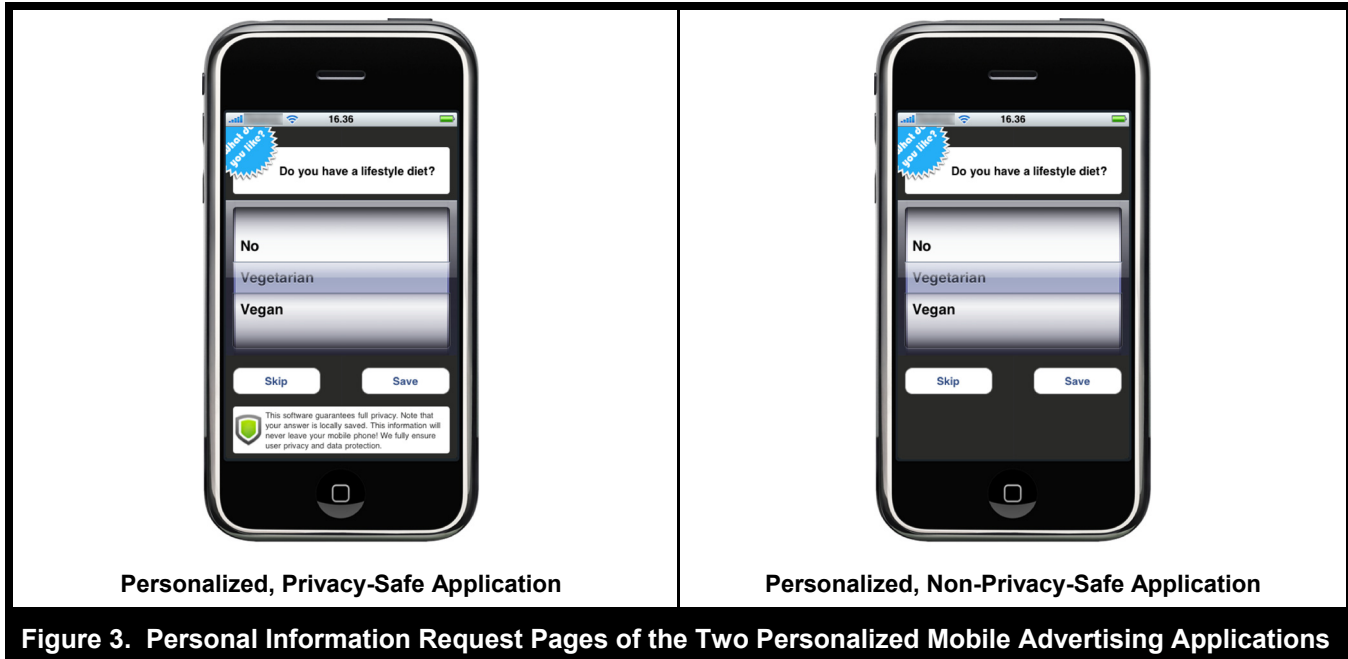 16.36
What do
you like?
Do you have a lifestyle diet?
No
Vegetarian
Vegan
Skip
Save
This software guarantees full privacy. Note that
your answer is locally saved. This information will
never leave your mobile phone! We fully ensure
user privacy and data protection.
Personalized, Privacy-Safe Application
16.36
What do
you like?
Do you have a lifestyle diet?
No
Vegetarian
Vegan
Skip
Save
Personalized, Non-Privacy-Safe Application
Figure 3. Personal Information Request Pages of the Two Personalized Mobile Advertising Applications